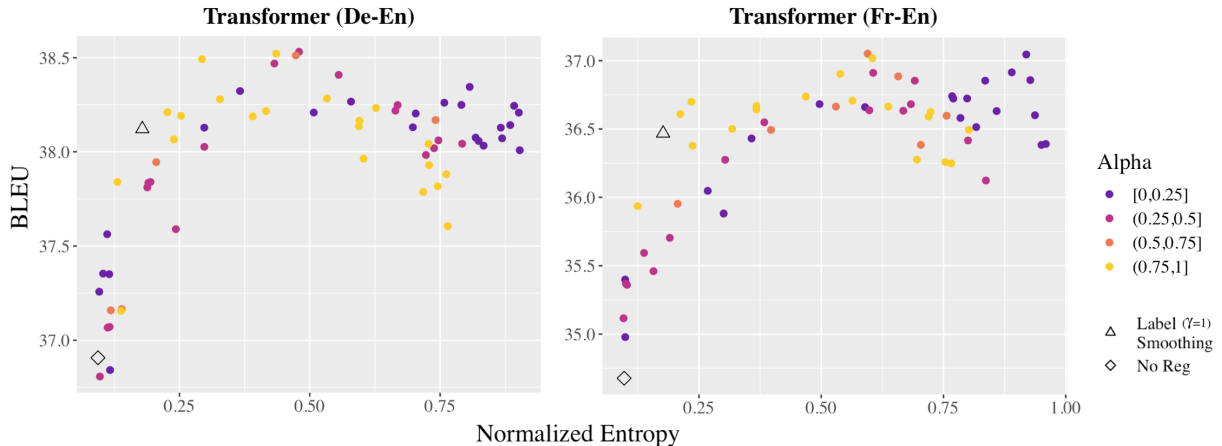 Transformer (De-En)
Transformer (Fr-En)
BLEU
38.5
38.0
37.5
37.0
0.25
0.50
0.75
37.0
36.5
36.0
35.5
35.0
0.25
0.50
0.75
1.00
Normalized Entropy
Alpha
[0,0.25]
(0.25,0.5]
(0.5,0.75]
(0.75,1]
Label (γ=1)
Smoothing
No Reg